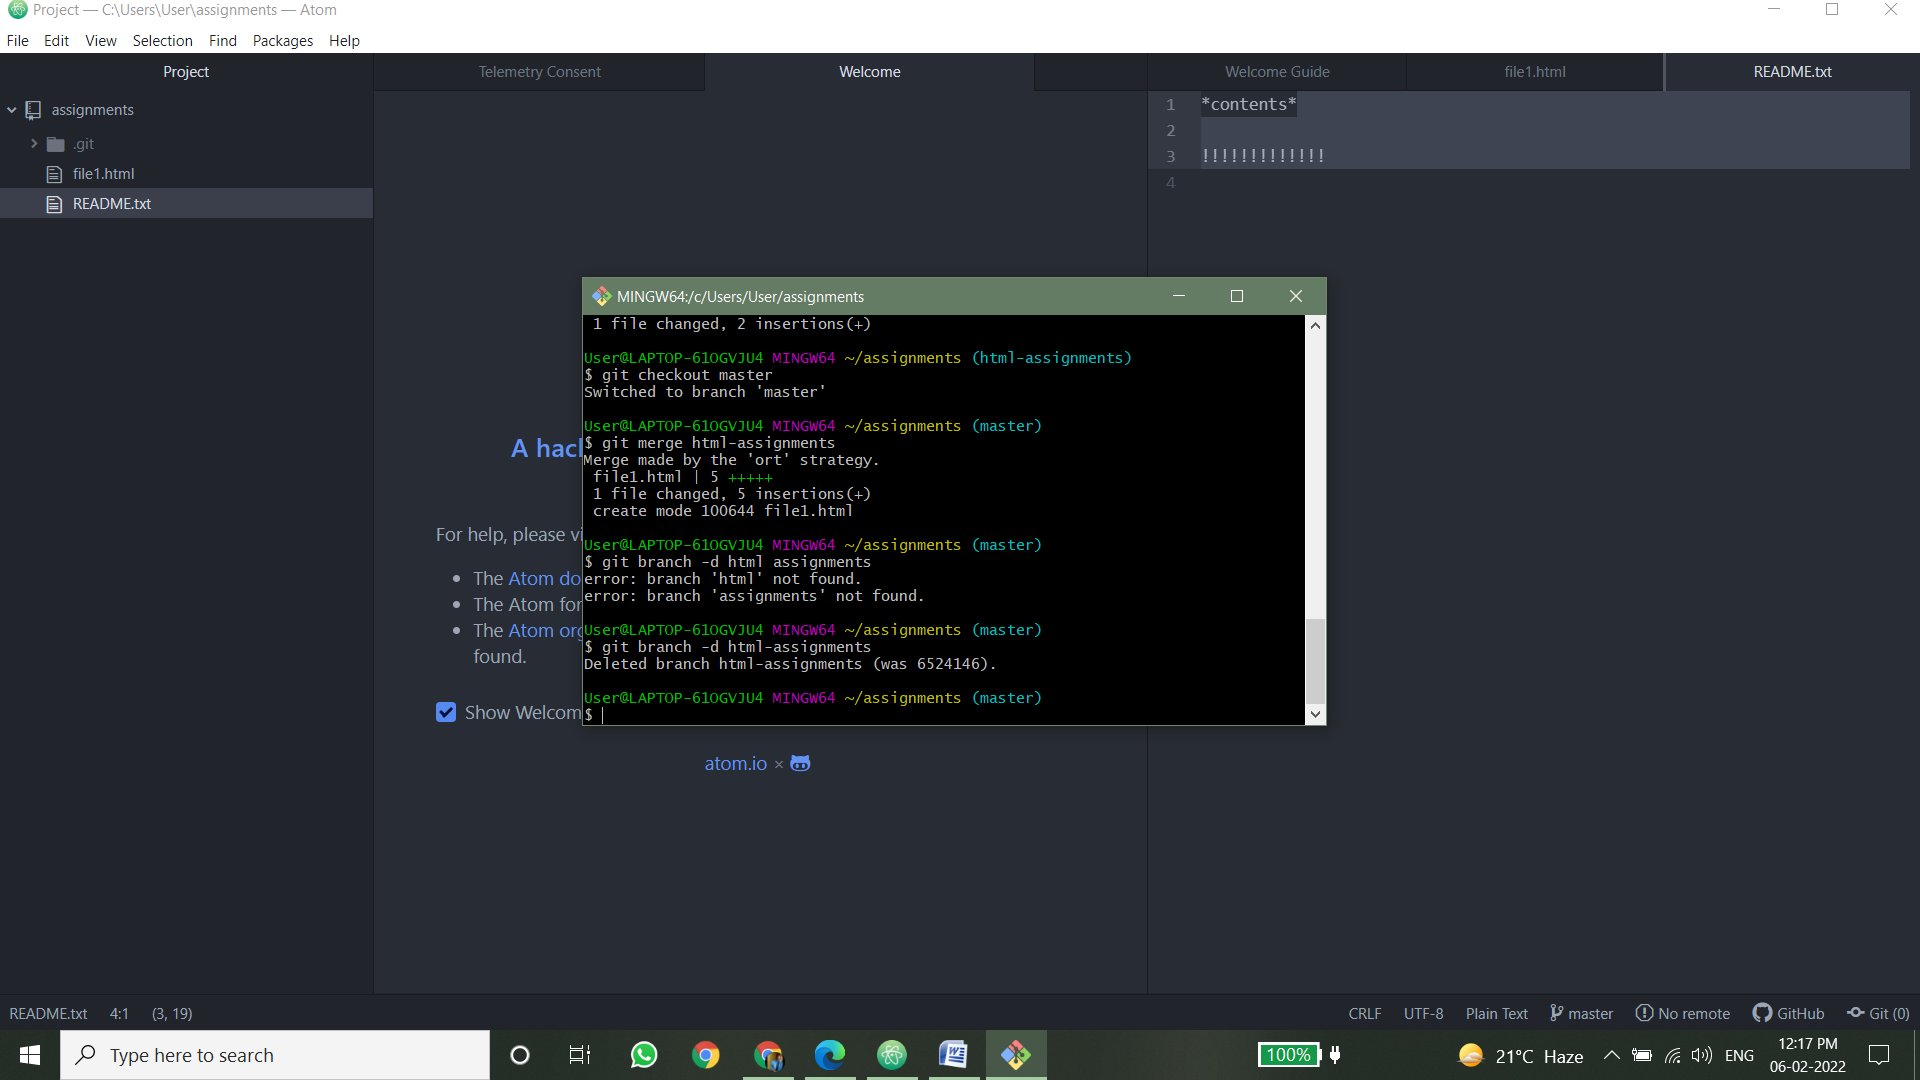 Project — C:\Users\User\assignments — Atom
File Edit View Selection Find Packages Help
Project
Telemetry Consent
Welcome
Welcome Guide
file1.html
README.txt
assignments
.git
file1.html
README.txt
1 *contents*
2
3 !!!!!!!!!!!!!
4
A hack
For help, please vi
The Atom do
The Atom for
The Atom org
found.
Show Welcom
atom.io ×
MINGW64:/c/Users/User/assignments
1 file changed, 2 insertions(+)
User@LAPTOP-61OGVJU4 MINGW64 ~/assignments (html-assignments)
$ git checkout master
Switched to branch 'master'
User@LAPTOP-61OGVJU4 MINGW64 ~/assignments (master)
$ git merge html-assignments
Merge made by the 'ort' strategy.
file1.html | 5 +++++
1 file changed, 5 insertions(+)
create mode 100644 file1.html
User@LAPTOP-61OGVJU4 MINGW64 ~/assignments (master)
$ git branch -d html assignments
error: branch 'html' not found.
error: branch 'assignments' not found.
User@LAPTOP-61OGVJU4 MINGW64 ~/assignments (master)
$ git branch -d html-assignments
Deleted branch html-assignments (was 6524146).
User@LAPTOP-61OGVJU4 MINGW64 ~/assignments (master)
$
README.txt 4:1 (3, 19)
CRLF UTF-8 Plain Text master No remote GitHub Git (0)
Type here to search
100%
21°C Haze
ENG
12:17 PM
06-02-2022